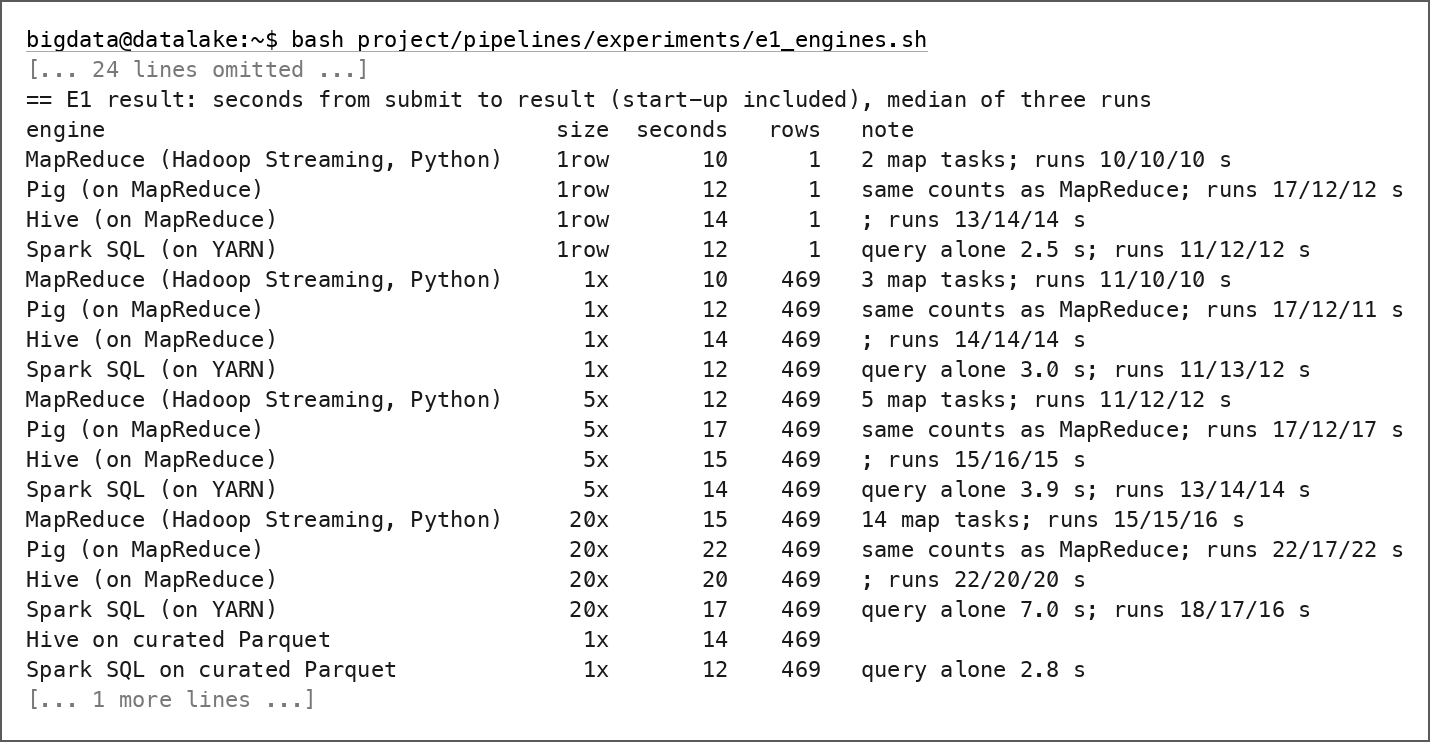 bigdata@datalake:~$ bash project/pipelines/experiments/e1_engines.sh
[... 24 lines omitted ...]
== E1 result: seconds from submit to result (start-up included), median of three runs
engine size seconds rows note
MapReduce (Hadoop Streaming, Python) 1row 10 1 2 map tasks; runs 10/10/10 s
Pig (on MapReduce) 1row 12 1 same counts as MapReduce; runs 17/12/12 s
Hive (on MapReduce) 1row 14 1 ; runs 13/14/14 s
Spark SQL (on YARN) 1row 12 1 query alone 2.5 s; runs 11/12/12 s
MapReduce (Hadoop Streaming, Python) 1x 10 469 3 map tasks; runs 11/10/10 s
Pig (on MapReduce) 1x 12 469 same counts as MapReduce; runs 17/12/11 s
Hive (on MapReduce) 1x 14 469 ; runs 14/14/14 s
Spark SQL (on YARN) 1x 12 469 query alone 3.0 s; runs 11/13/12 s
MapReduce (Hadoop Streaming, Python) 5x 12 469 5 map tasks; runs 11/12/12 s
Pig (on MapReduce) 5x 17 469 same counts as MapReduce; runs 17/12/17 s
Hive (on MapReduce) 5x 15 469 ; runs 15/16/15 s
Spark SQL (on YARN) 5x 14 469 query alone 3.9 s; runs 13/14/14 s
MapReduce (Hadoop Streaming, Python) 20x 15 469 14 map tasks; runs 15/15/16 s
Pig (on MapReduce) 20x 22 469 same counts as MapReduce; runs 22/17/22 s
Hive (on MapReduce) 20x 20 469 ; runs 22/20/20 s
Spark SQL (on YARN) 20x 17 469 query alone 7.0 s; runs 18/17/16 s
Hive on curated Parquet 1x 14 469
Spark SQL on curated Parquet 1x 12 469 query alone 2.8 s
[... 1 more lines ...]